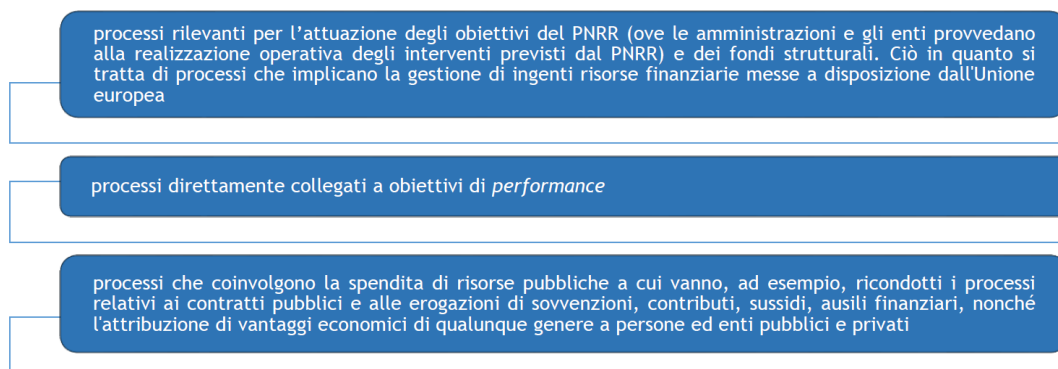 processi rilevanti per l’attuazione degli obiettivi del PNRR (ove le amministrazioni e gli enti provvedano
alla realizzazione operativa degli interventi previsti dal PNRR) e dei fondi strutturali. Ciò in quanto si
tratta di processi che implicano la gestione di ingenti risorse finanziarie messe a disposizione dall'Unione
europea
processi direttamente collegati a obiettivi di performance
processi che coinvolgono la spendita di risorse pubbliche a cui vanno, ad esempio, ricondotti i processi
relativi ai contratti pubblici e alle erogazioni di sovvenzioni, contributi, sussidi, ausili finanziari, nonché
l'attribuzione di vantaggi economici di qualunque genere a persone ed enti pubblici e privati